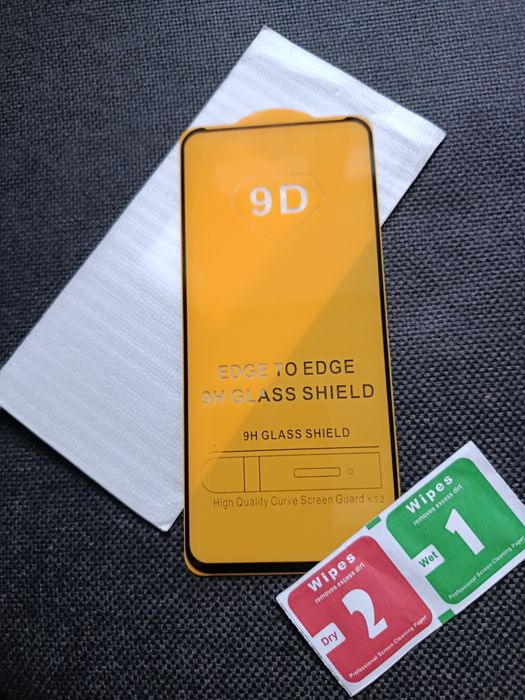 9D
EDGE TO EDGE
9H GLASS SHIELD
9H GLASS SHIELD
High Quality Curve Screen Guard XS2
Wipes
removes excess dirt
Wet
1
Professional Screen Cleaning Paper
Wipes
removes excess dirt
Dry
2
Professional Screen Cleaning Paper